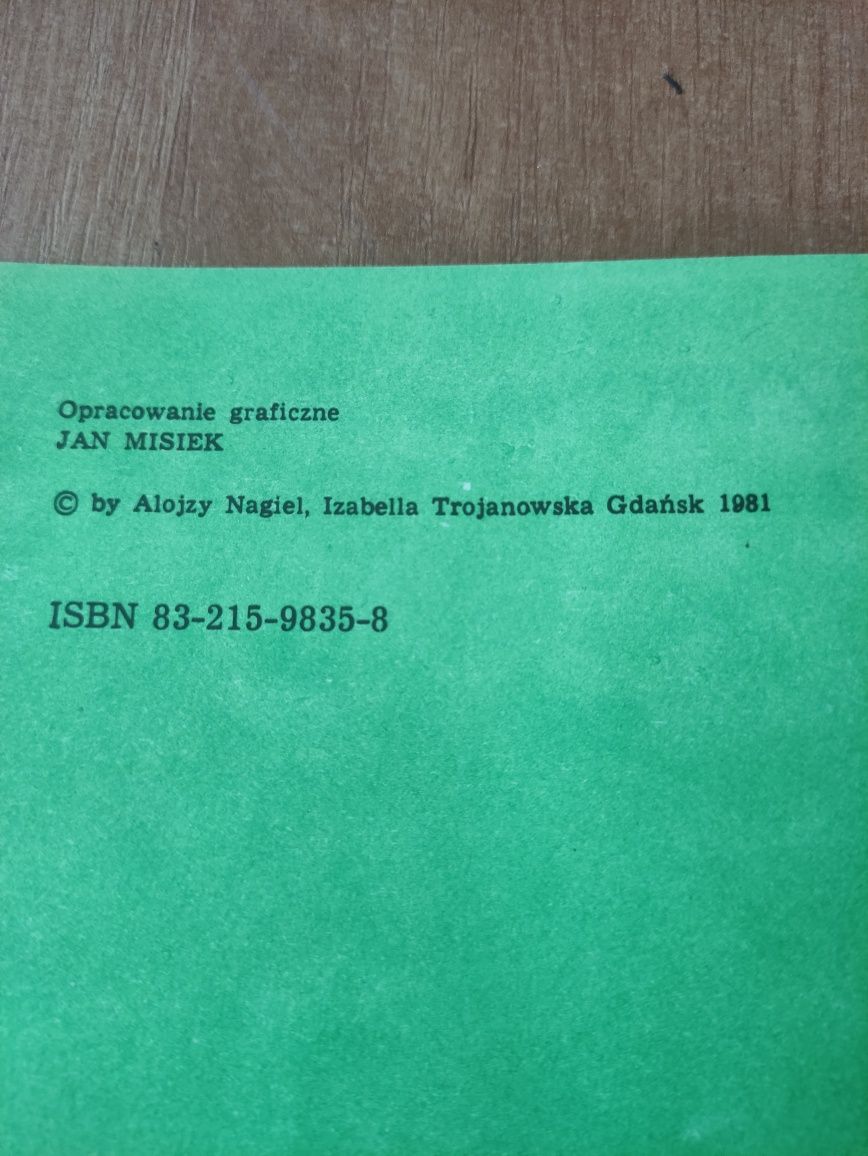 Opracowanie graficzne
JAN MISIEK
© by Alojzy Nagiel, Izabella Trojanowska Gdańsk 1981
ISBN 83-215-9835-8